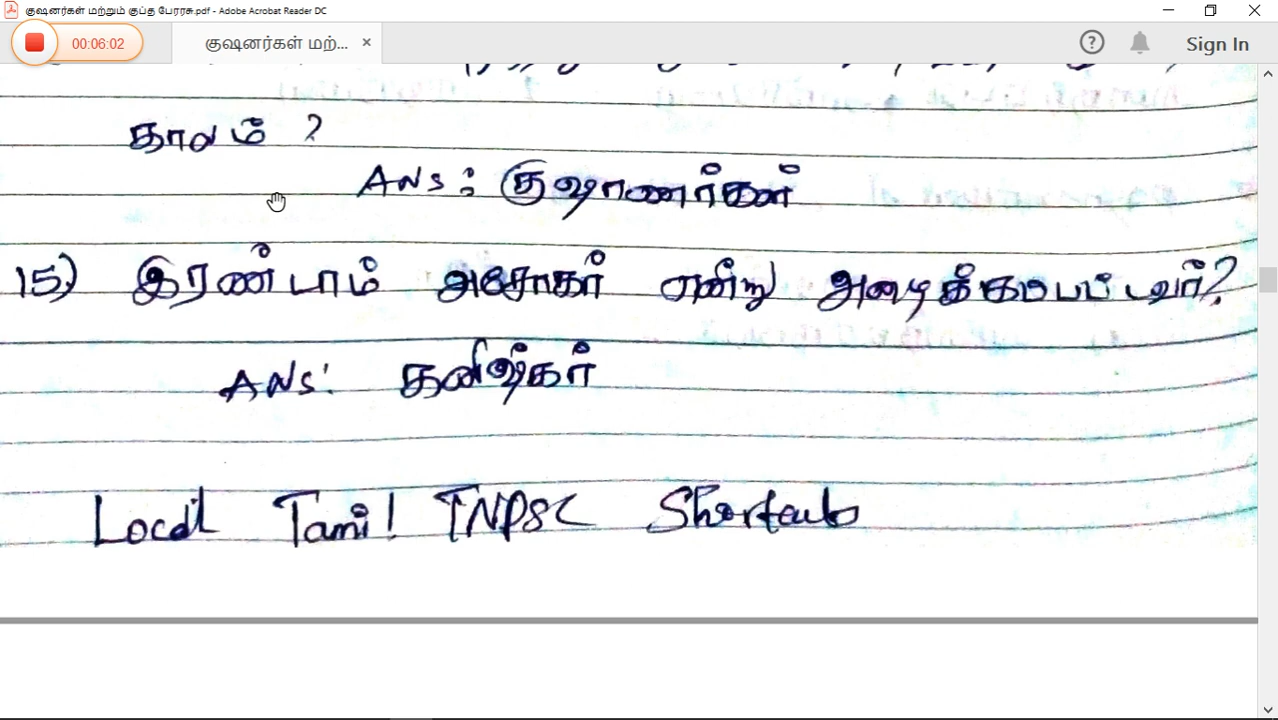 குஷனர்கள் மற்றும் குப்த பேரரசு.pdf - Adobe Acrobat Reader DC
00:06:02
குஷனர்கள் மற்... ×
Sign In
காலம் ?
ANS : குஷாணர்கள்
15) இரண்டாம் அசோகர் என்று அழைக்கப்பட்டவர்?
ANS: கனிஷ்கர்
Local Tamil TNPSC Shortcuts